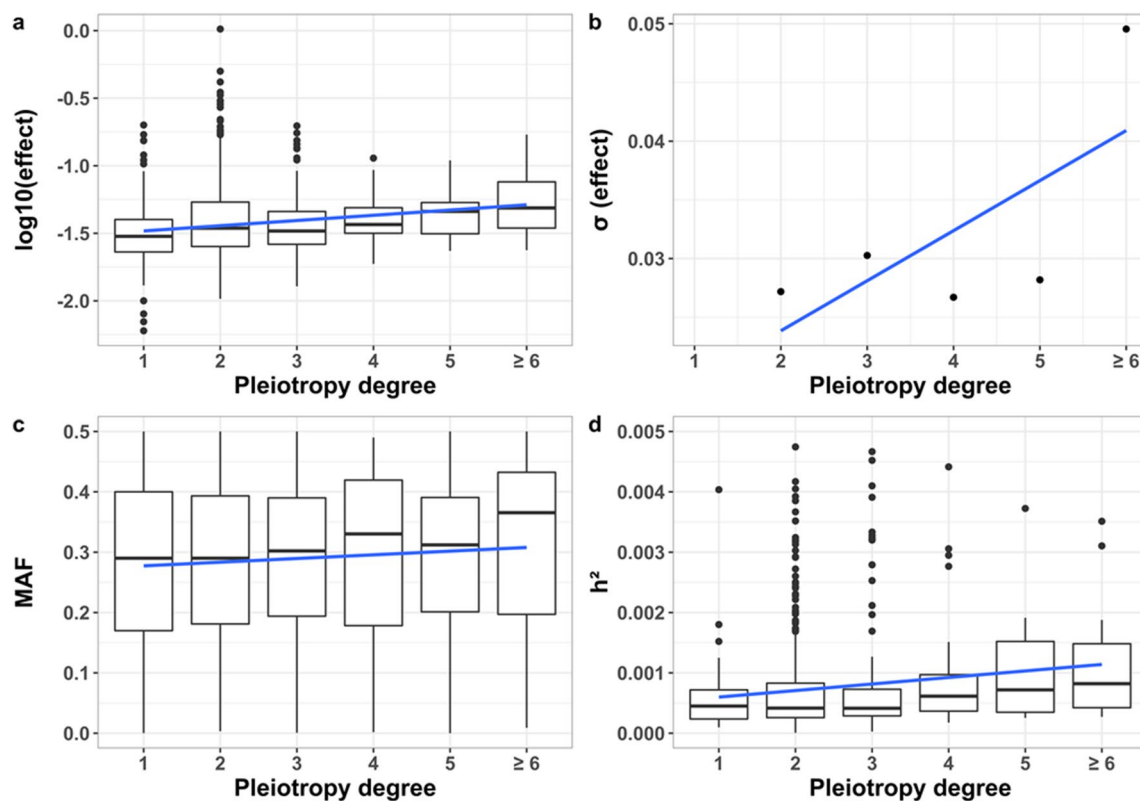 a
0.0
-0.5
-1.0
-1.5
-2.0
log10(effect)
1 2 3 4 5 ≥ 6
Pleiotropy degree
b
0.05
0.04
0.03
σ (effect)
1 2 3 4 5 ≥ 6
Pleiotropy degree
c
0.5
0.4
0.3
0.2
0.1
0.0
MAF
1 2 3 4 5 ≥ 6
Pleiotropy degree
d
0.005
0.004
0.003
0.002
0.001
0.000
h²
1 2 3 4 5 ≥ 6
Pleiotropy degree